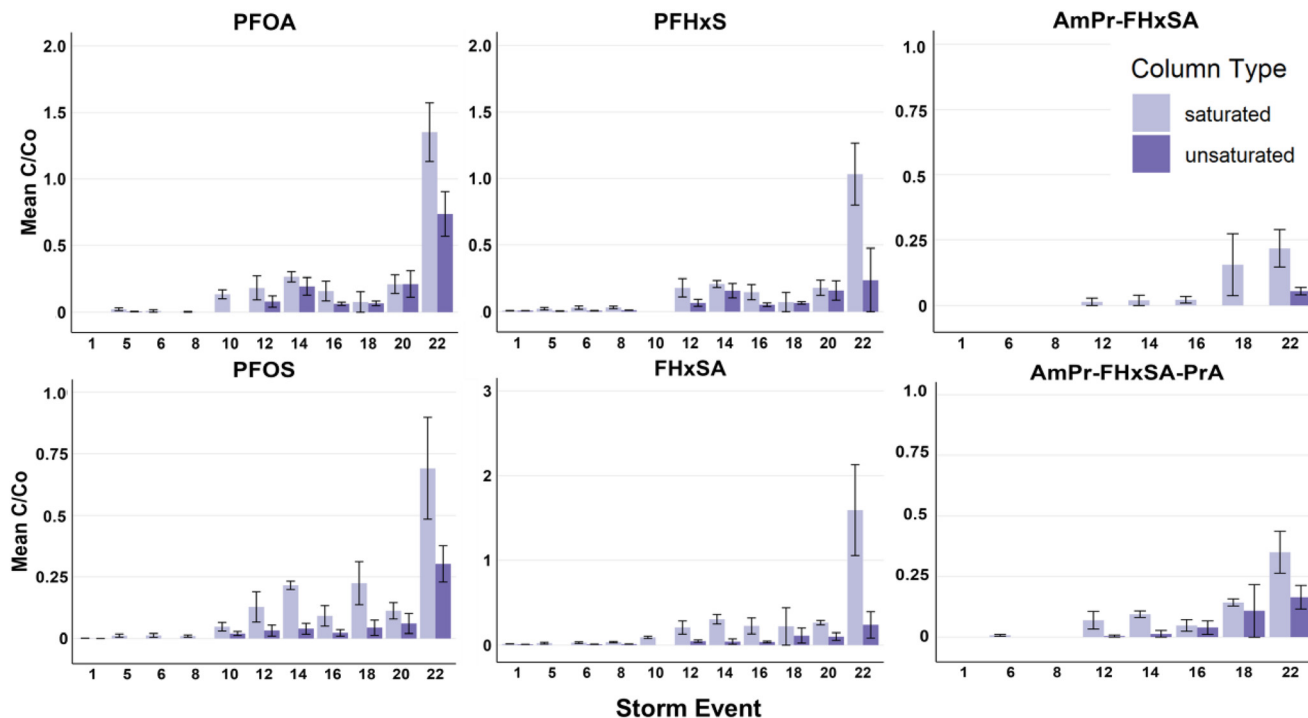 PFOA
PFHxS
AmPr-FHxSA
Mean C/Co
2.0
1.5
1.0
0.5
0
1 5 6 8 10 12 14 16 18 20 22
2.0
1.5
1.0
0.5
0
1 5 6 8 10 12 14 16 18 20 22
1.0
0.75
0.5
0.25
0
1 6 8 12 14 16 18 22
Column Type
saturated
unsaturated
PFOS
FHxSA
AmPr-FHxSA-PrA
Mean C/Co
1.0
0.75
0.5
0.25
0
1 5 6 8 10 12 14 16 18 20 22
3
2
1
0
1 5 6 8 10 12 14 16 18 20 22
1.0
0.75
0.5
0.25
0
1 6 8 12 14 16 18 22
Storm Event